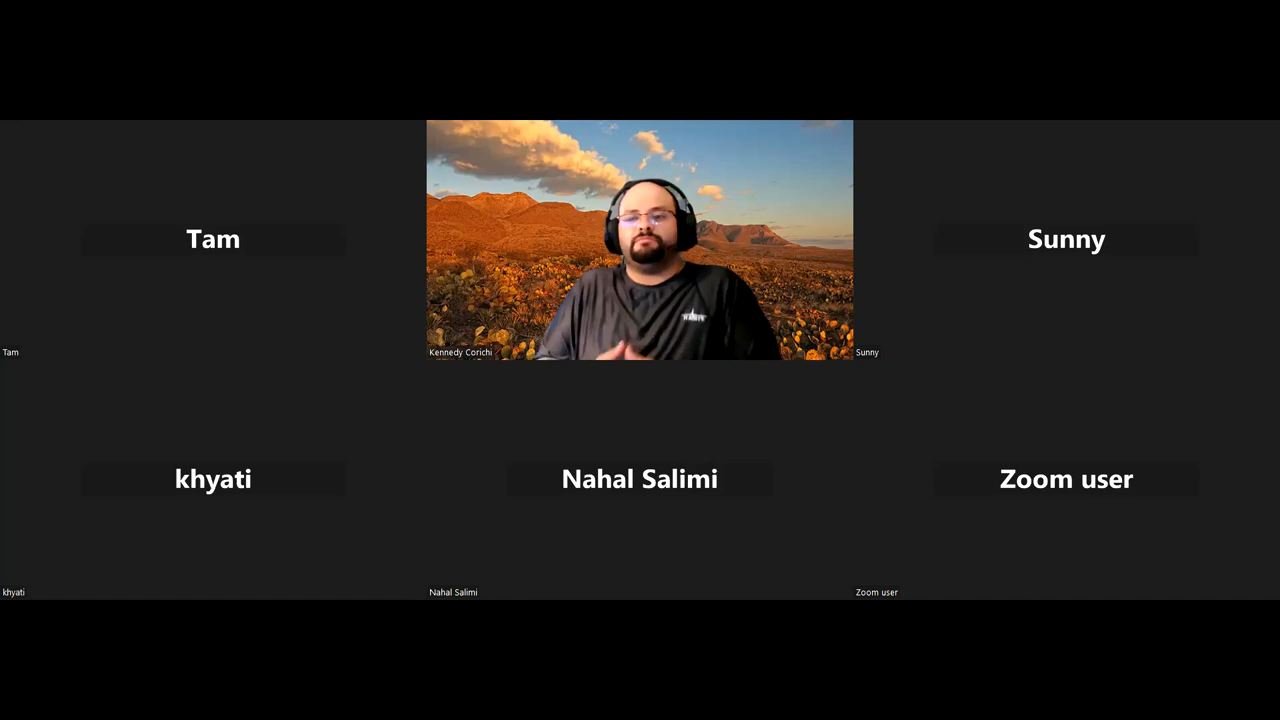 Tam
Sunny
Tam
Kennedy Corichi
Sunny
khyati
Nahal Salimi
Zoom user
khyati
Nahal Salimi
Zoom user